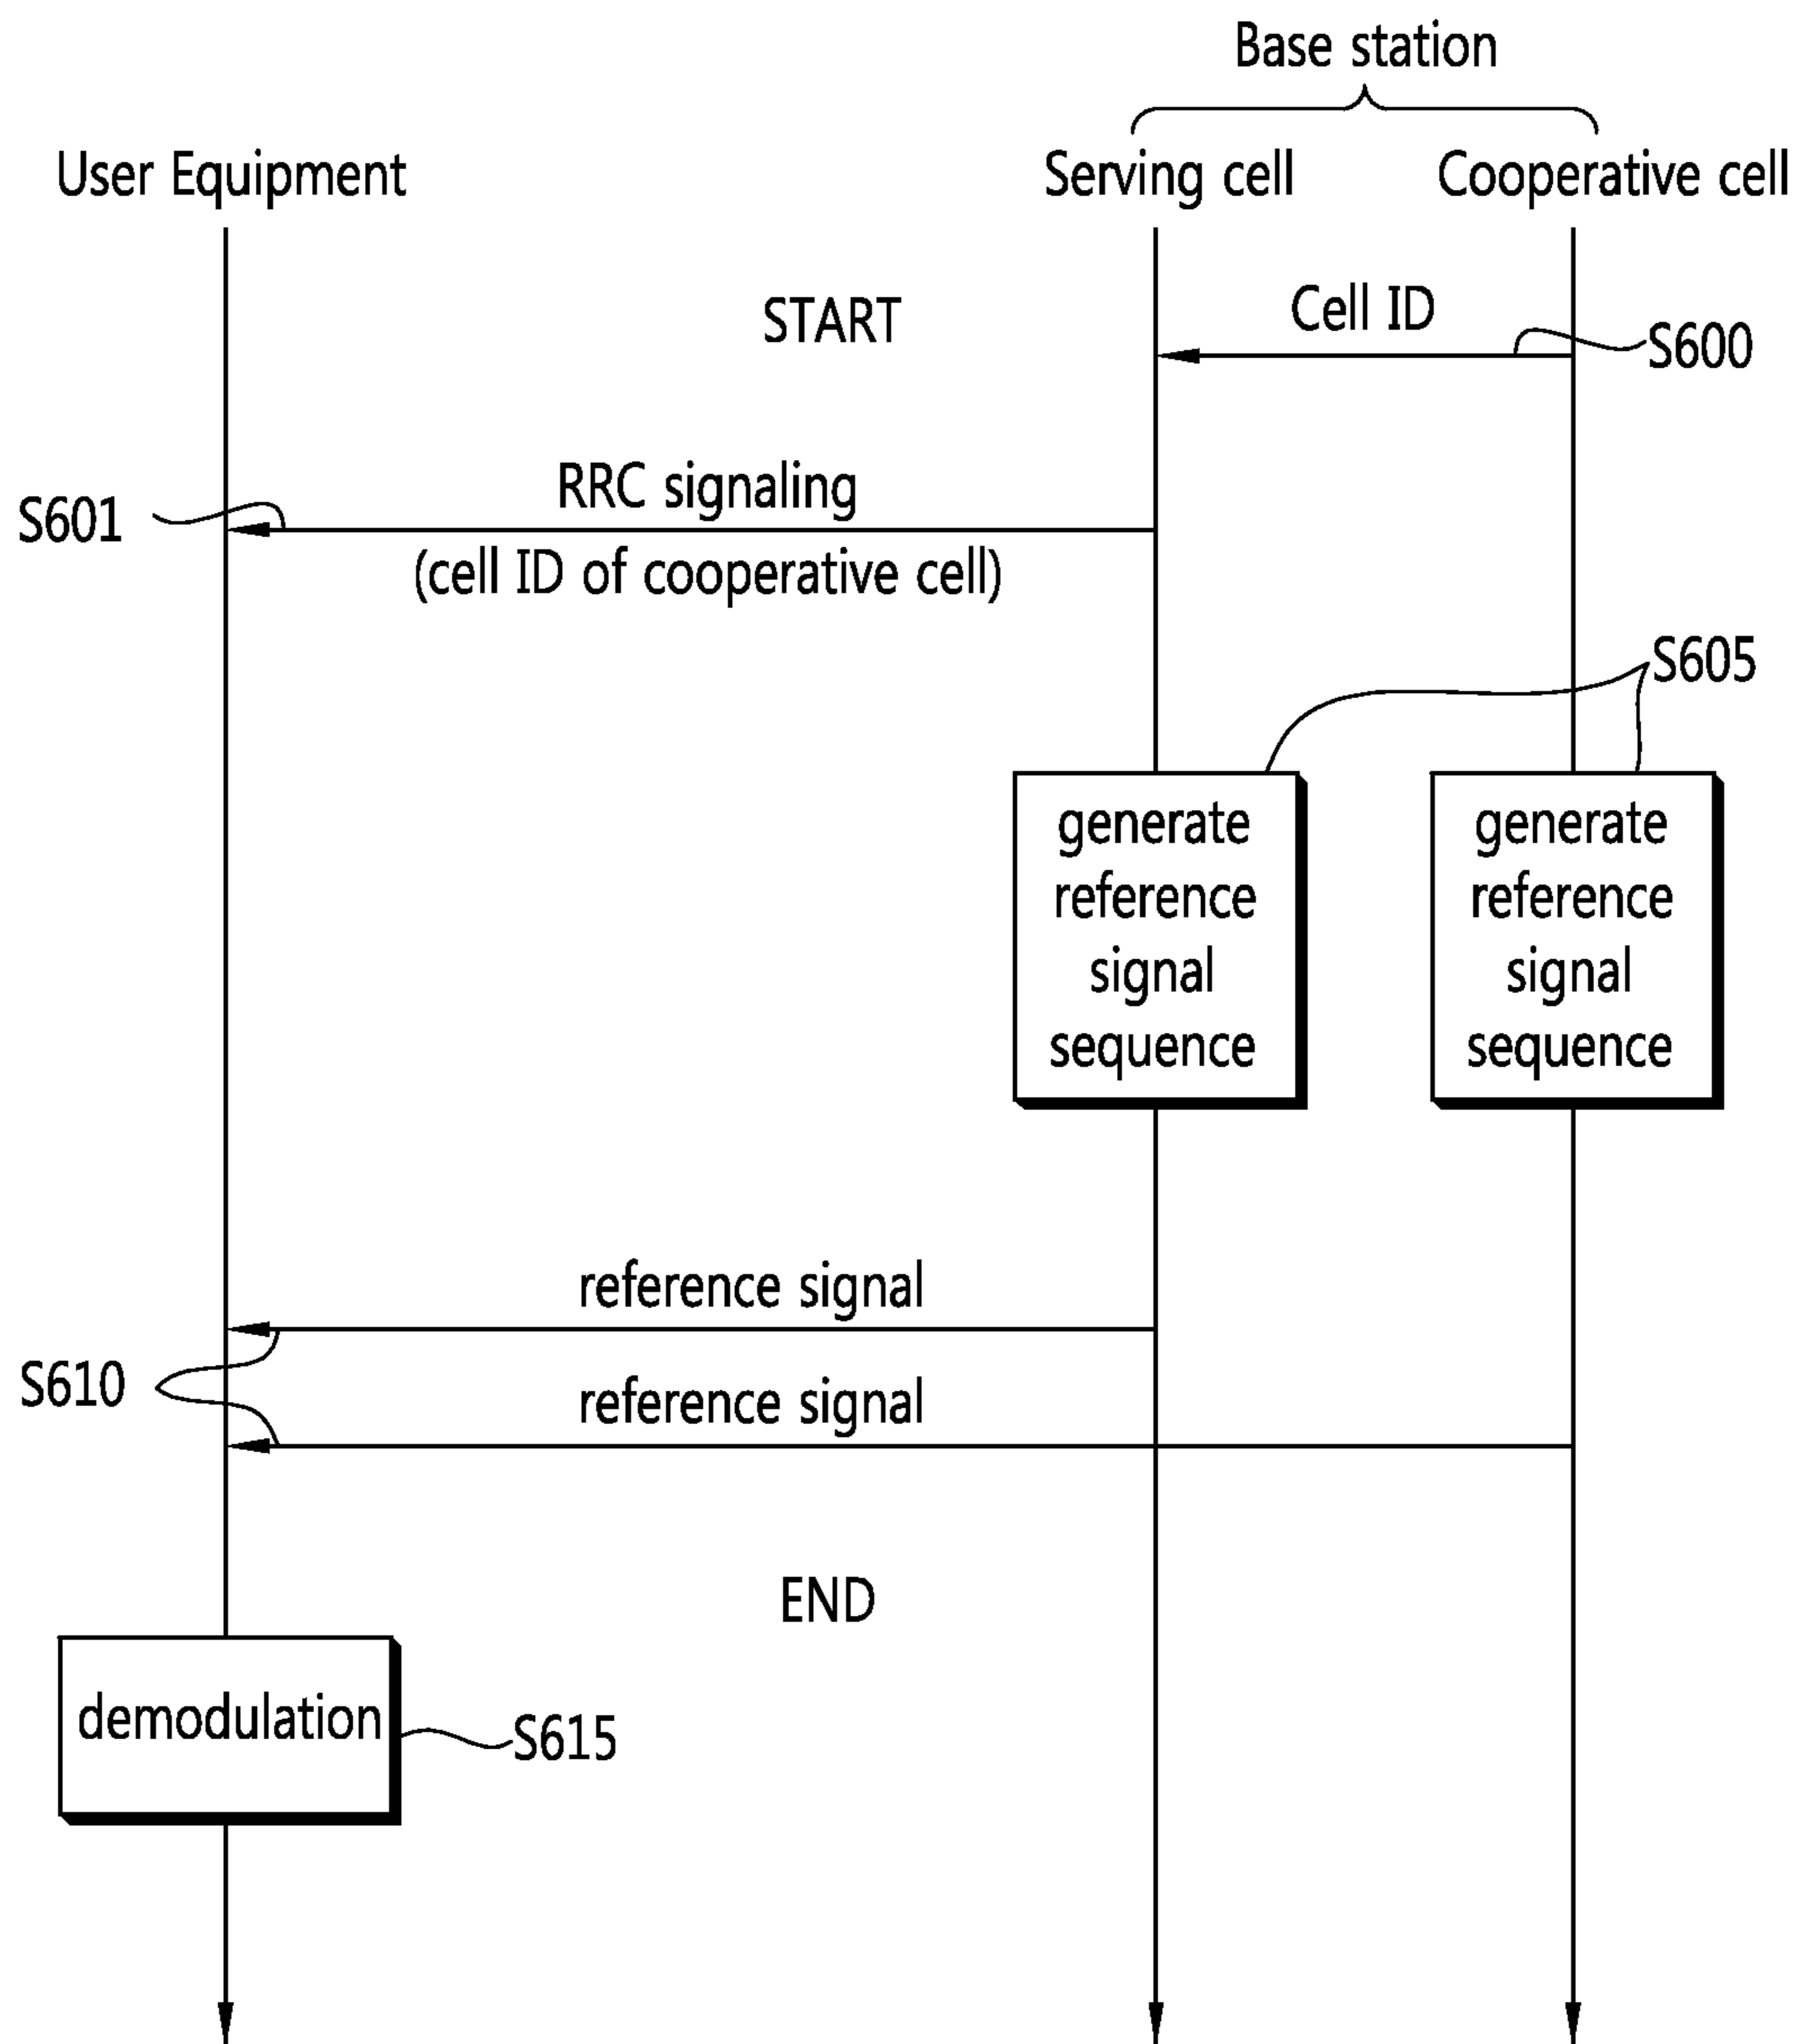 Base station
User Equipment
Serving cell
Cooperative cell
START
Cell ID
S600
RRC signaling
S601
(cell ID of cooperative cell)
S605
generate
reference
signal
sequence
generate
reference
signal
sequence
reference signal
S610
reference signal
END
demodulation
S615